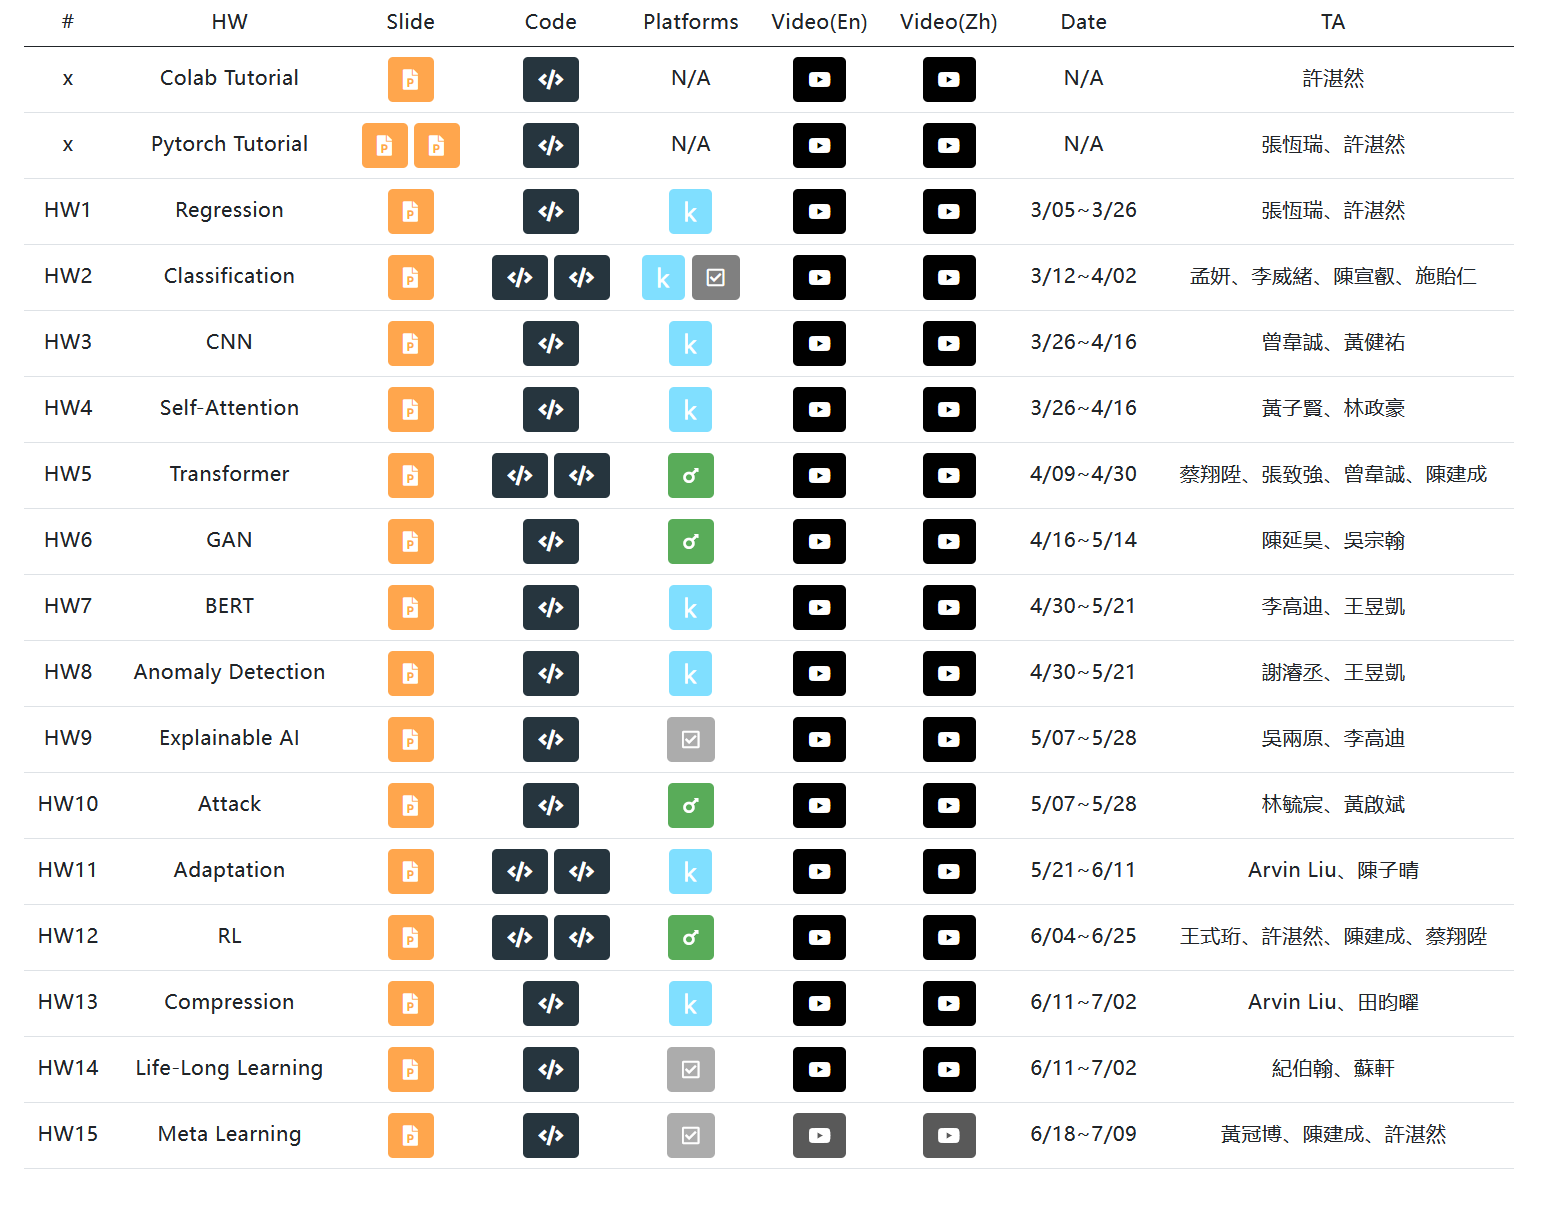 # HW Slide Code Platforms Video(En) Video(Zh) Date TA
x Colab Tutorial P </> N/A N/A 許湛然
x Pytorch Tutorial P P </> N/A N/A 張恆瑞、許湛然
HW1 Regression P </> k 3/05~3/26 張恆瑞、許湛然
HW2 Classification P </> </> k 3/12~4/02 孟妍、李威緒、陳宣叡、施貽仁
HW3 CNN P </> k 3/26~4/16 曾韋誠、黃健祐
HW4 Self-Attention P </> k 3/26~4/16 黃子賢、林政豪
HW5 Transformer P </> </> 4/09~4/30 蔡翔陞、張致強、曾韋誠、陳建成
HW6 GAN P </> 4/16~5/14 陳延昊、吳宗翰
HW7 BERT P </> k 4/30~5/21 李高迪、王昱凱
HW8 Anomaly Detection P </> k 4/30~5/21 謝濬丞、王昱凱
HW9 Explainable AI P </> 5/07~5/28 吳兩原、李高迪
HW10 Attack P </> 5/07~5/28 林毓宸、黃啟斌
HW11 Adaptation P </> </> k 5/21~6/11 Arvin Liu、陳子晴
HW12 RL P </> </> 6/04~6/25 王式珩、許湛然、陳建成、蔡翔陞
HW13 Compression P </> k 6/11~7/02 Arvin Liu、田昀曜
HW14 Life-Long Learning P </> 6/11~7/02 紀伯翰、蘇軒
HW15 Meta Learning P </> 6/18~7/09 黃冠博、陳建成、許湛然